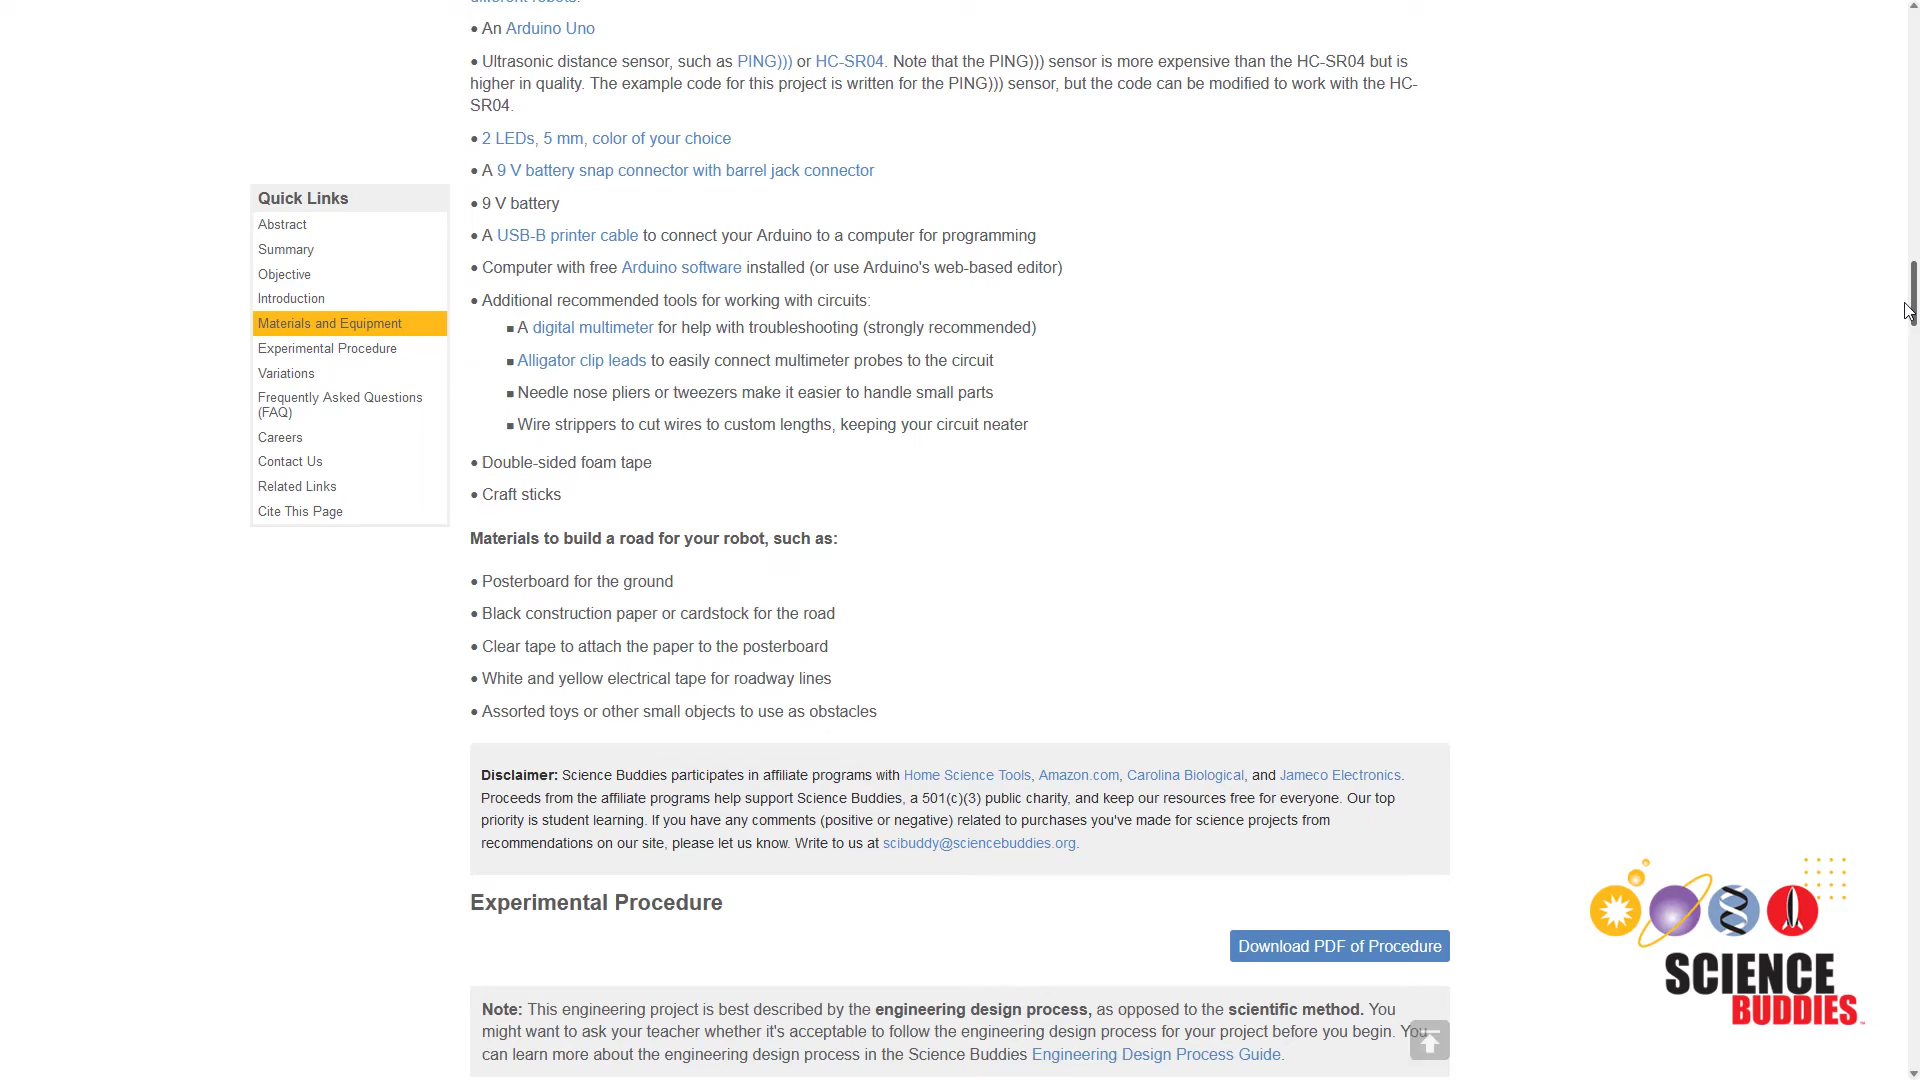 different robots.
● An Arduino Uno
● Ultrasonic distance sensor, such as PING))) or HC-SR04. Note that the PING))) sensor is more expensive than the HC-SR04 but is
higher in quality. The example code for this project is written for the PING))) sensor, but the code can be modified to work with the HC-
SR04.
● 2 LEDs, 5 mm, color of your choice
● A 9 V battery snap connector with barrel jack connector
● 9 V battery
● A USB-B printer cable to connect your Arduino to a computer for programming
● Computer with free Arduino software installed (or use Arduino's web-based editor)
● Additional recommended tools for working with circuits:
■ A digital multimeter for help with troubleshooting (strongly recommended)
■ Alligator clip leads to easily connect multimeter probes to the circuit
■ Needle nose pliers or tweezers make it easier to handle small parts
■ Wire strippers to cut wires to custom lengths, keeping your circuit neater
● Double-sided foam tape
● Craft sticks
Materials to build a road for your robot, such as:
● Posterboard for the ground
● Black construction paper or cardstock for the road
● Clear tape to attach the paper to the posterboard
● White and yellow electrical tape for roadway lines
● Assorted toys or other small objects to use as obstacles
Disclaimer: Science Buddies participates in affiliate programs with Home Science Tools, Amazon.com, Carolina Biological, and Jameco Electronics.
Proceeds from the affiliate programs help support Science Buddies, a 501(c)(3) public charity, and keep our resources free for everyone. Our top
priority is student learning. If you have any comments (positive or negative) related to purchases you've made for science projects from
recommendations on our site, please let us know. Write to us at scibuddy@sciencebuddies.org.
Experimental Procedure
Download PDF of Procedure
Note: This engineering project is best described by the engineering design process, as opposed to the scientific method. You
might want to ask your teacher whether it's acceptable to follow the engineering design process for your project before you begin. You
can learn more about the engineering design process in the Science Buddies Engineering Design Process Guide.
Quick Links
Abstract
Summary
Objective
Introduction
Materials and Equipment
Experimental Procedure
Variations
Frequently Asked Questions
(FAQ)
Careers
Contact Us
Related Links
Cite This Page
SCIENCE
BUDDIES